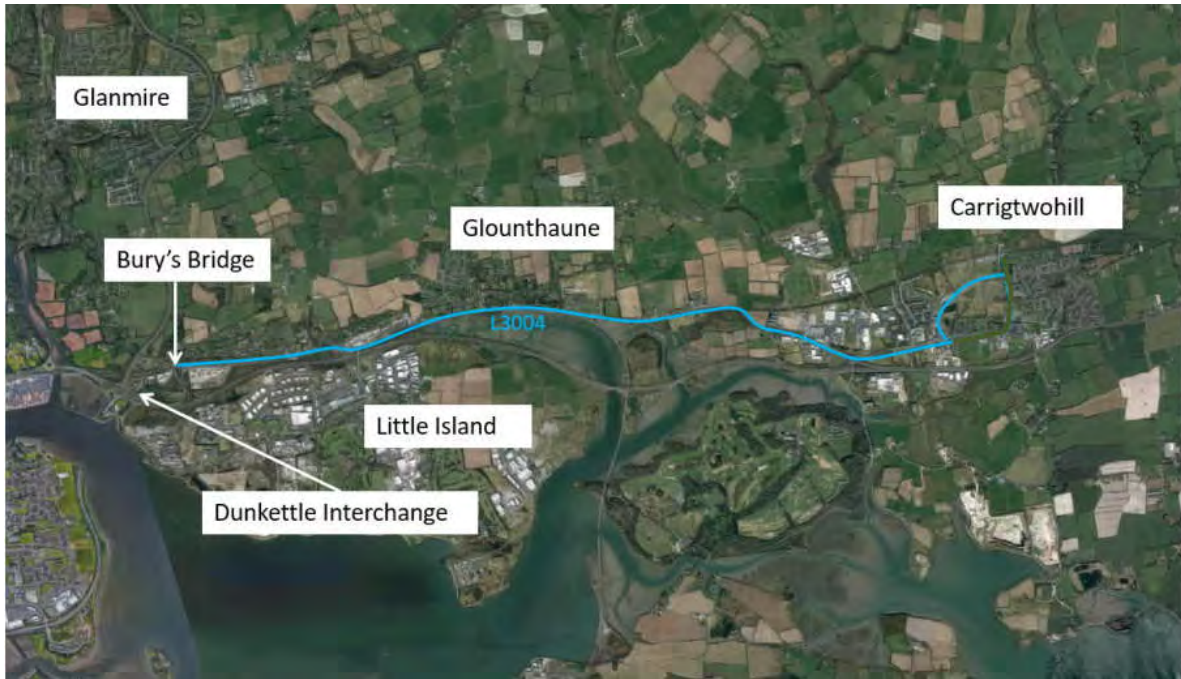 Glanmire
Carrigtwohill
Glounthaune
Bury's Bridge
L3004
Little Island
Dunkettle Interchange